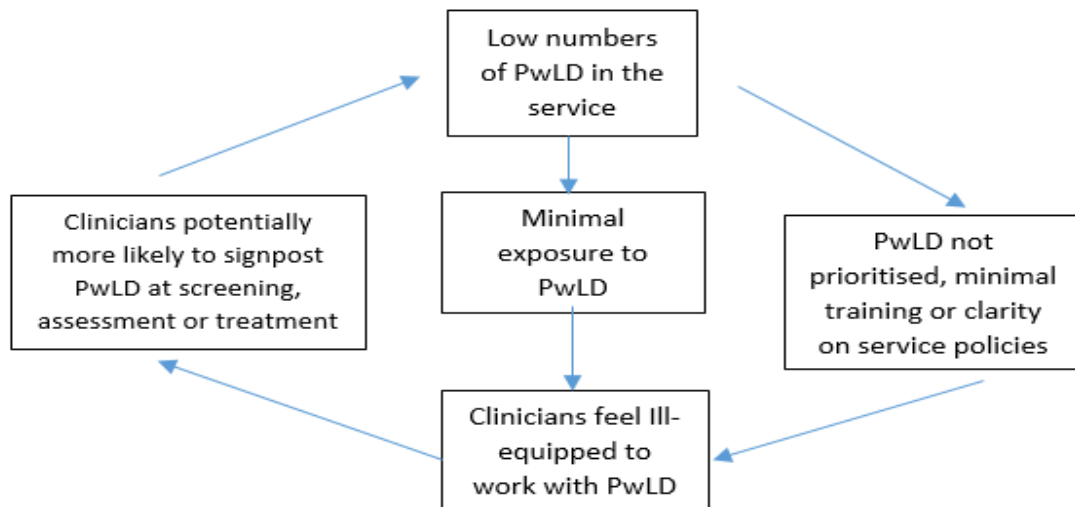 Low numbers
of PwLD in the
service
Clinicians potentially
more likely to signpost
PwLD at screening,
assessment or treatment
Minimal
exposure to
PwLD
PwLD not
prioritised, minimal
training or clarity
on service policies
Clinicians feel Ill-
equipped to
work with PwLD